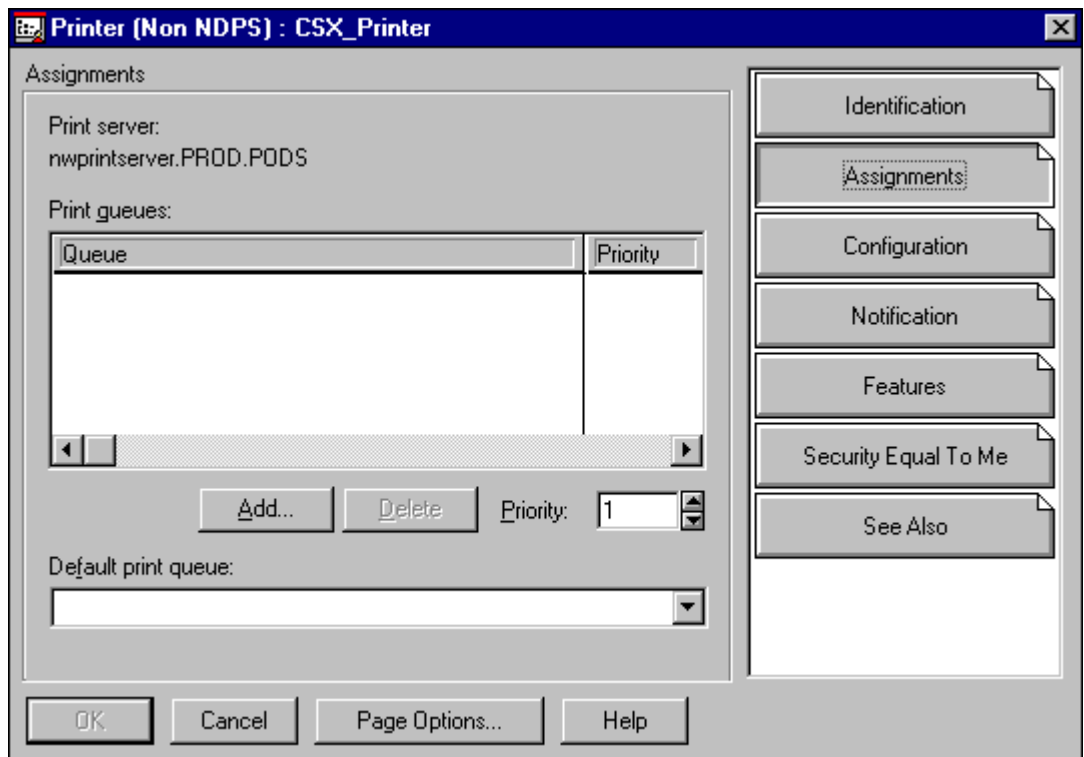 Printer (Non NDPS) : CSX_Printer
Assignments
Print server:
nwprintserver.PROD.PODS
Print queues:
Queue
Priority
Add...
Delete
Priority:
1
Default print queue:
OK
Cancel
Page Options...
Help
Identification
Assignments
Configuration
Notification
Features
Security Equal To Me
See Also